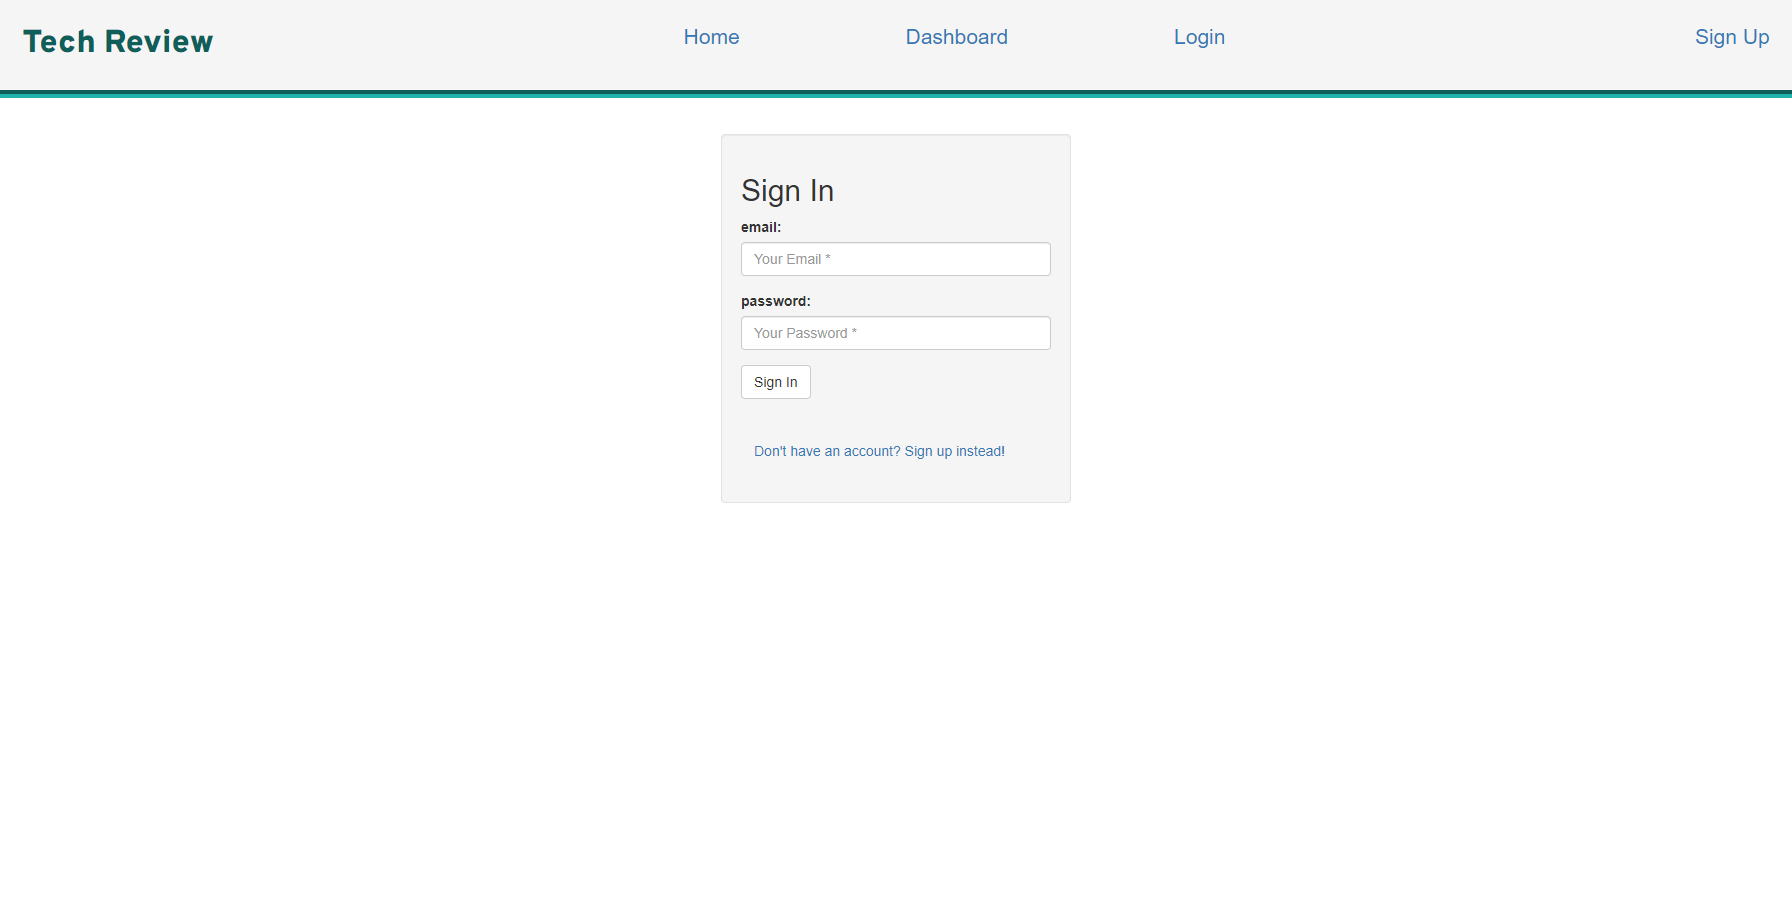 Tech Review
Home
Dashboard
Login
Sign Up
Sign In
email:
Your Email *
password:
Your Password *
Sign In
Don't have an account? Sign up instead!